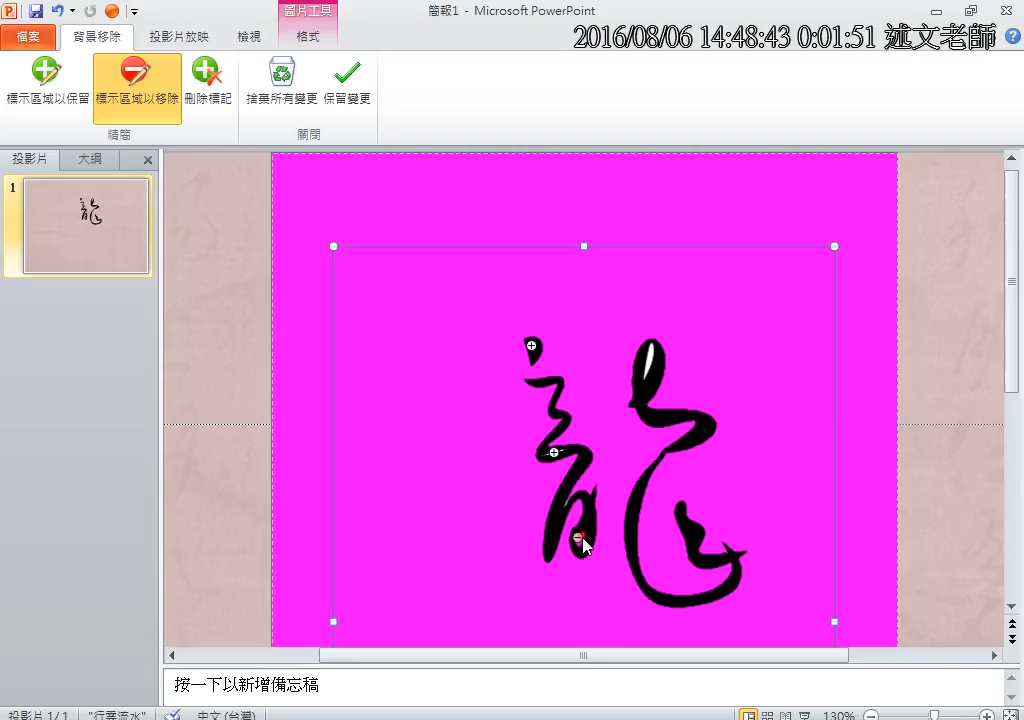 圖片工具
簡報1 - Microsoft PowerPoint
檔案 背景移除 投影片放映 檢視 格式
2016/08/06 14:48:43 0:01:51 述文老師
標示區域以保留 標示區域以移除 刪除標記 捨棄所有變更 保留變更
精簡 關閉
投影片 大綱
1
龍
龍
按一下以新增備忘稿
投影片 1/1 "行雲流水" 中文 (台灣) 130%